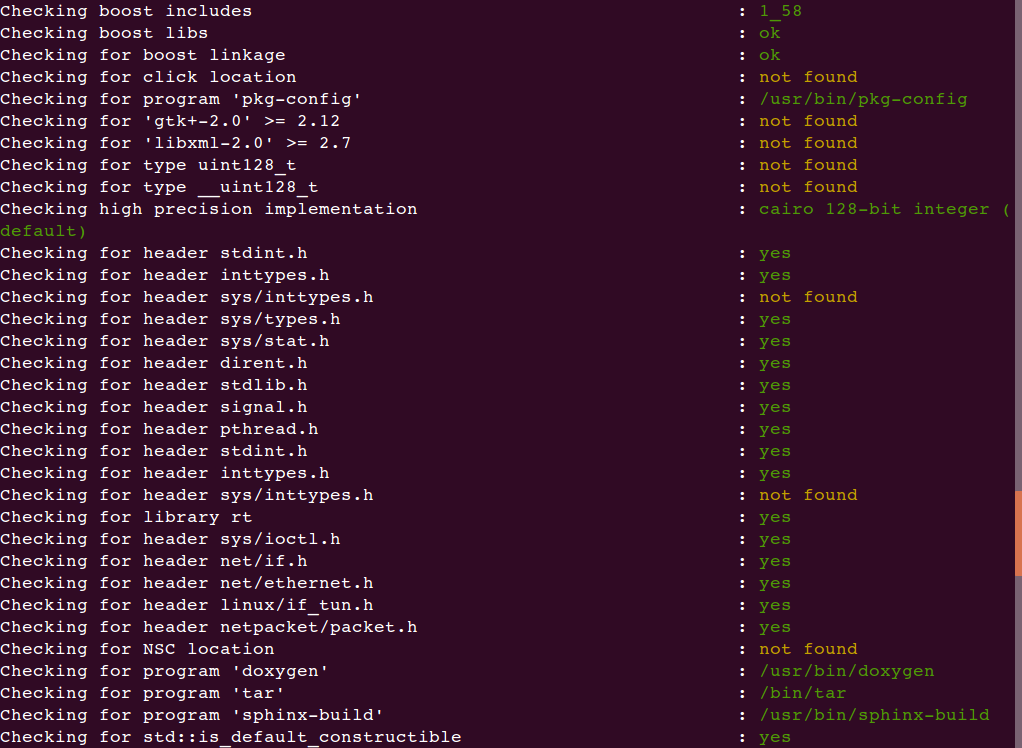 Checking boost includes : 1_58
Checking boost libs : ok
Checking for boost linkage : ok
Checking for click location : not found
Checking for program 'pkg-config' : /usr/bin/pkg-config
Checking for 'gtk+-2.0' >= 2.12 : not found
Checking for 'libxml-2.0' >= 2.7 : not found
Checking for type uint128_t : not found
Checking for type __uint128_t : not found
Checking high precision implementation : cairo 128-bit integer (
default)
Checking for header stdint.h : yes
Checking for header inttypes.h : yes
Checking for header sys/inttypes.h : not found
Checking for header sys/types.h : yes
Checking for header sys/stat.h : yes
Checking for header dirent.h : yes
Checking for header stdlib.h : yes
Checking for header signal.h : yes
Checking for header pthread.h : yes
Checking for header stdint.h : yes
Checking for header inttypes.h : yes
Checking for header sys/inttypes.h : not found
Checking for library rt : yes
Checking for header sys/ioctl.h : yes
Checking for header net/if.h : yes
Checking for header net/ethernet.h : yes
Checking for header linux/if_tun.h : yes
Checking for header netpacket/packet.h : yes
Checking for NSC location : not found
Checking for program 'doxygen' : /usr/bin/doxygen
Checking for program 'tar' : /bin/tar
Checking for program 'sphinx-build' : /usr/bin/sphinx-build
Checking for std::is_default_constructible : yes